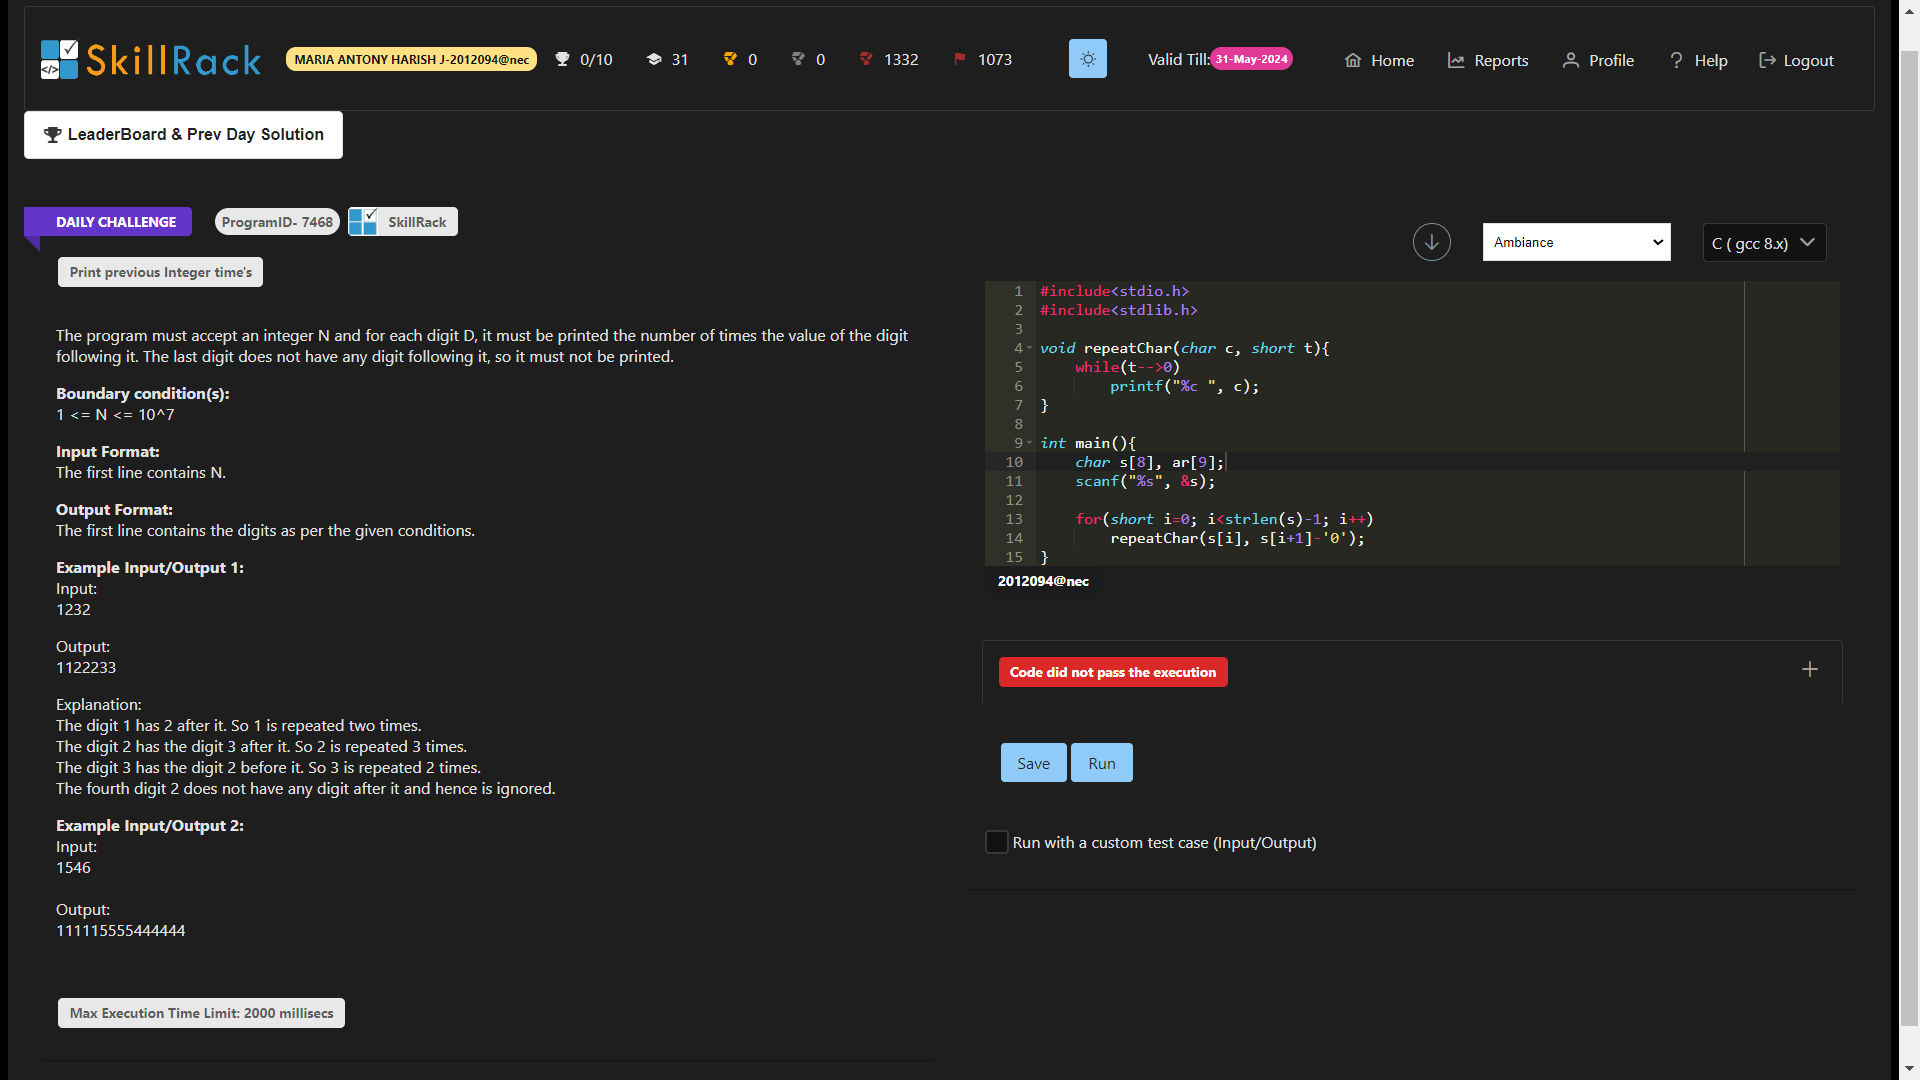 SkillRack
MARIA ANTONY HARISH J-2012094@nec
0/10
31
0
0
1332
1073
Valid Till:31-May-2024
Home
Reports
Profile
Help
Logout
LeaderBoard & Prev Day Solution
DAILY CHALLENGE
ProgramID- 7468
SkillRack
Print previous Integer time's
The program must accept an integer N and for each digit D, it must be printed the number of times the value of the digit
following it. The last digit does not have any digit following it, so it must not be printed.
Boundary condition(s):
1 <= N <= 10^7
Input Format:
The first line contains N.
Output Format:
The first line contains the digits as per the given conditions.
Example Input/Output 1:
Input:
1232
Output:
1122233
Explanation:
The digit 1 has 2 after it. So 1 is repeated two times.
The digit 2 has the digit 3 after it. So 2 is repeated 3 times.
The digit 3 has the digit 2 before it. So 3 is repeated 2 times.
The fourth digit 2 does not have any digit after it and hence is ignored.
Example Input/Output 2:
Input:
1546
Output:
111115555444444
Max Execution Time Limit: 2000 millisecs
Ambiance
C ( gcc 8.x)
1 #include<stdio.h>
2 #include<stdlib.h>
3
4 void repeatChar(char c, short t){
5 while(t-->0)
6 printf("%c ", c);
7 }
8
9 int main(){
10 char s[8], ar[9];
11 scanf("%s", &s);
12
13 for(short i=0; i<strlen(s)-1; i++)
14 repeatChar(s[i], s[i+1]-'0');
15 }
2012094@nec
Code did not pass the execution
Save
Run
Run with a custom test case (Input/Output)